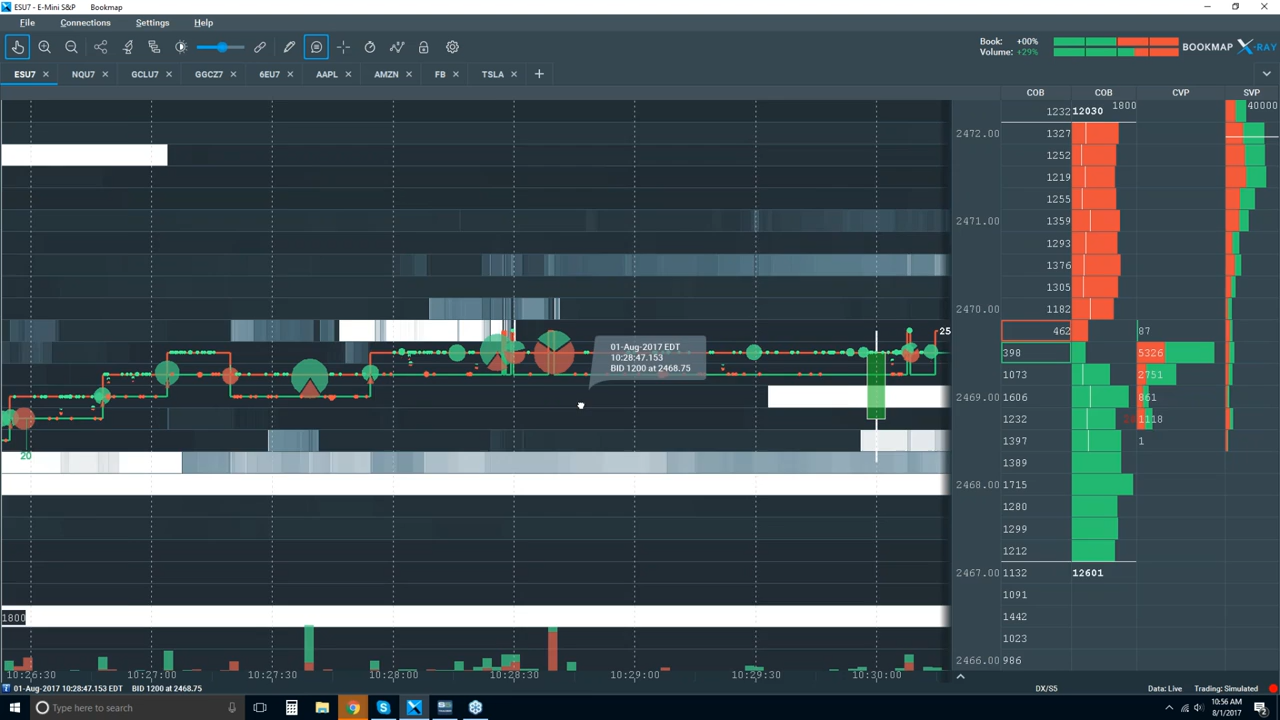 ESU7 - E-Mini S&P Bookmap
File Connections Settings Help
Book: +00%
Volume: +29%
BOOKMAP X-RAY
ESU7 NQU7 GCLU7 GGCZ7 6EU7 AAPL AMZN FB TSLA
COB COB CVP SVP
1232 12030 1800 40000
2472.00 1327
1252
1219
1255
2471.00 1359
1293
1376
1305
2470.00 1182
25 462 87
398 5326
1073 2751
2469.00 1606 861
1232 1118
1397 1
1389
2468.00 1715
1280
1299
1212
2467.00 1132 12601
1091
1442
1023
2466.00 986
01-Aug-2017 EDT
10:28:47.153
BID 1200 at 2468.75
20
1800
10:26:30 10:27:00 10:27:30 10:28:00 10:28:30 10:29:00 10:29:30 10:30:00
01-Aug-2017 10:28:47.153 EDT BID 1200 at 2468.75 DX/S5 Data: Live Trading: Simulated
Type here to search
10:56 AM
8/1/2017
2